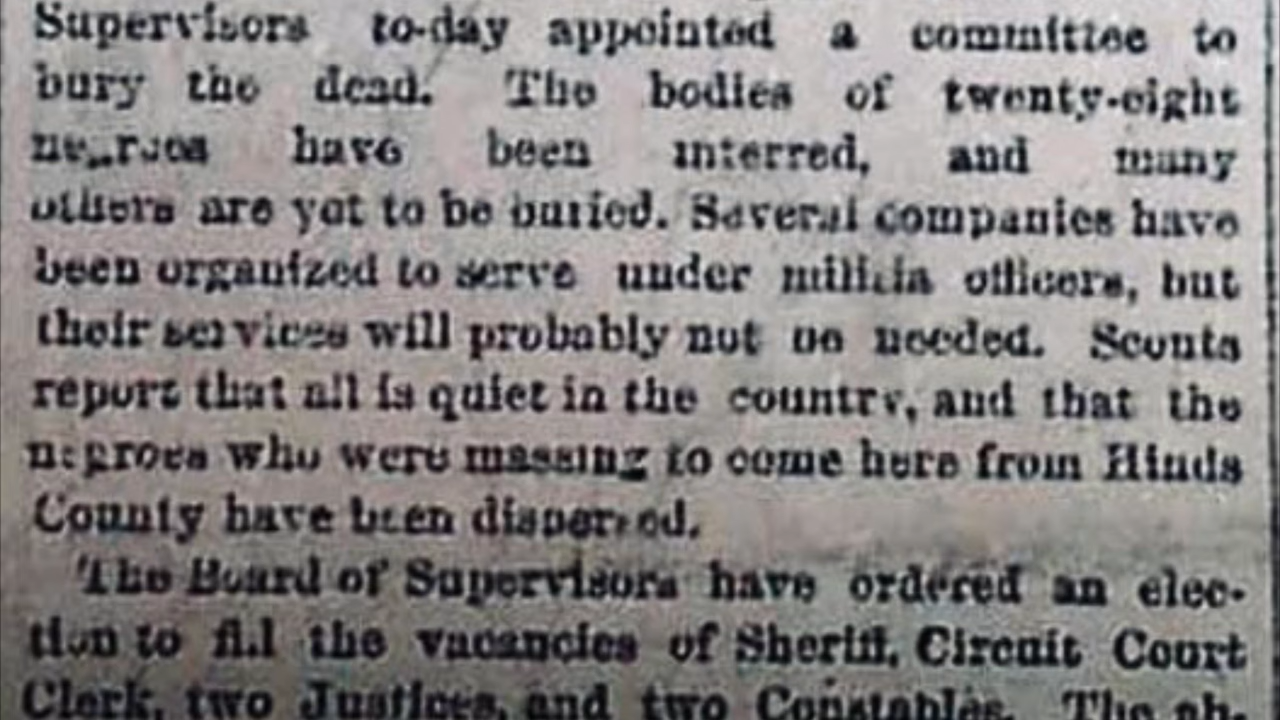 Supervisors to-day appointed a committee to
bury the dead. The bodies of twenty-eight
negroes have been interred, and many
others are yet to be buried. Several companies have
been organized to serve under militia officers, but
their services will probably not be needed. Scouts
report that all is quiet in the country, and that the
negroes who were massing to come here from Hinds
County have been dispersed.
The Board of Supervisors have ordered an elec-
tion to fill the vacancies of Sheriff, Circuit Court
Clerk, two Justices, and two Constables. The ab-